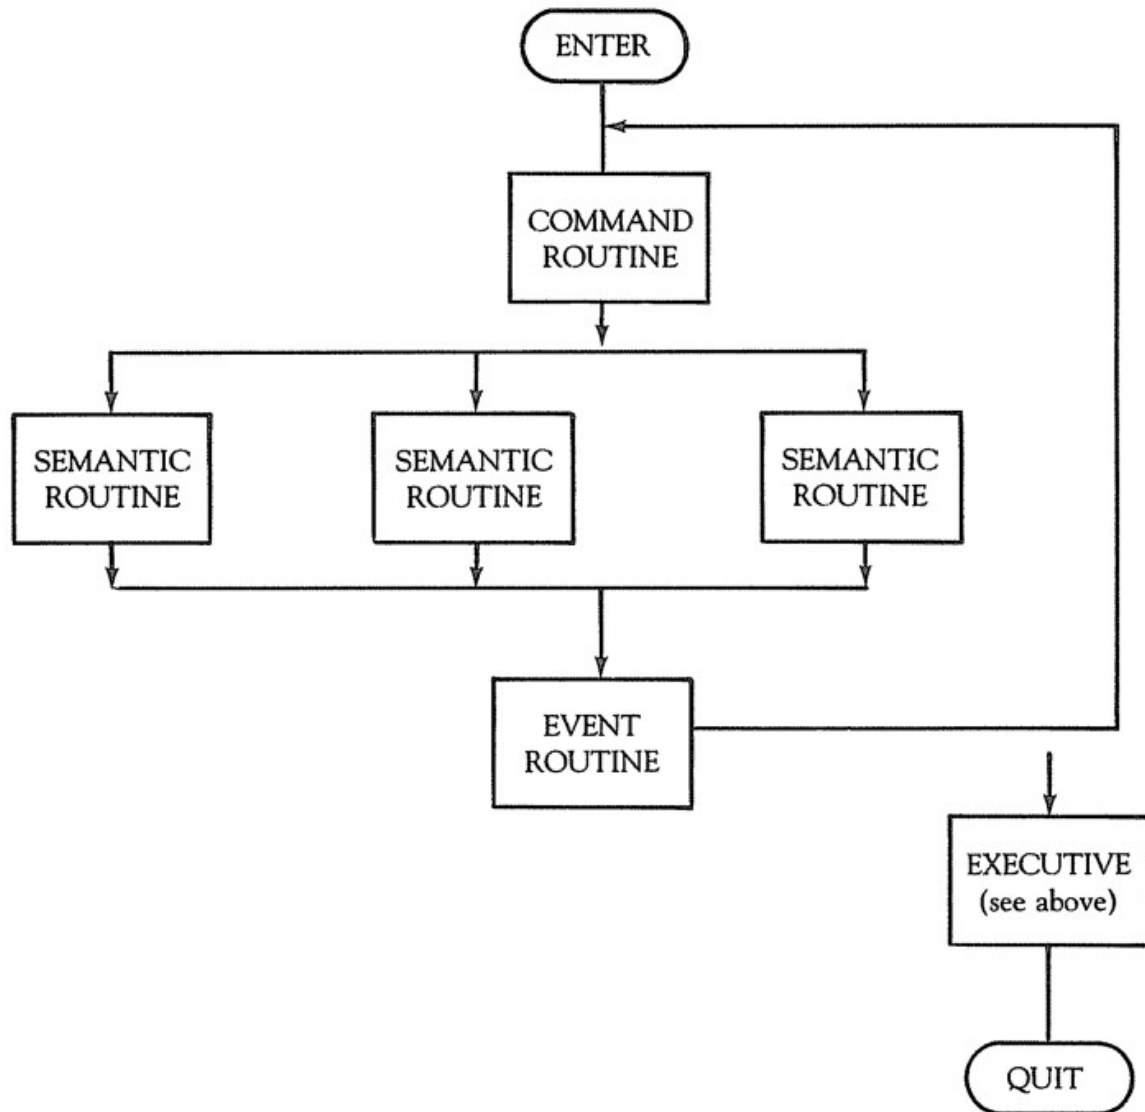 ENTER
COMMAND
ROUTINE
SEMANTIC
ROUTINE
SEMANTIC
ROUTINE
SEMANTIC
ROUTINE
EVENT
ROUTINE
EXECUTIVE
(see above)
QUIT